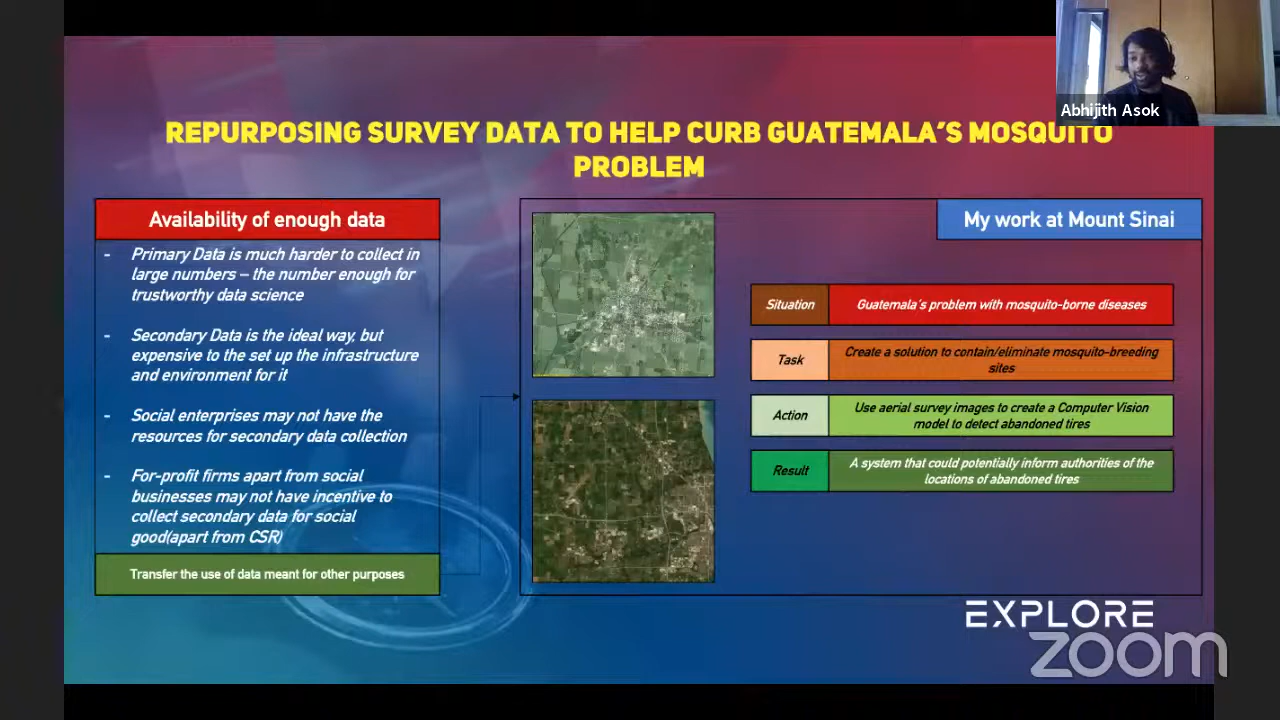 Abhijith Asok
REPURPOSING SURVEY DATA TO HELP CURB GUATEMALA'S MOSQUITO
PROBLEM
Availability of enough data
- Primary Data is much harder to collect in
large numbers – the number enough for
trustworthy data science
- Secondary Data is the ideal way, but
expensive to the set up the infrastructure
and environment for it
- Social enterprises may not have the
resources for secondary data collection
- For-profit firms apart from social
businesses may not have incentive to
collect secondary data for social
good(apart from CSR)
Transfer the use of data meant for other purposes
My work at Mount Sinai
Situation
Guatemala's problem with mosquito-borne diseases
Task
Create a solution to contain/eliminate mosquito-breeding
sites
Action
Use aerial survey images to create a Computer Vision
model to detect abandoned tires
Result
A system that could potentially inform authorities of the
locations of abandoned tires
EXPLORE
zoom